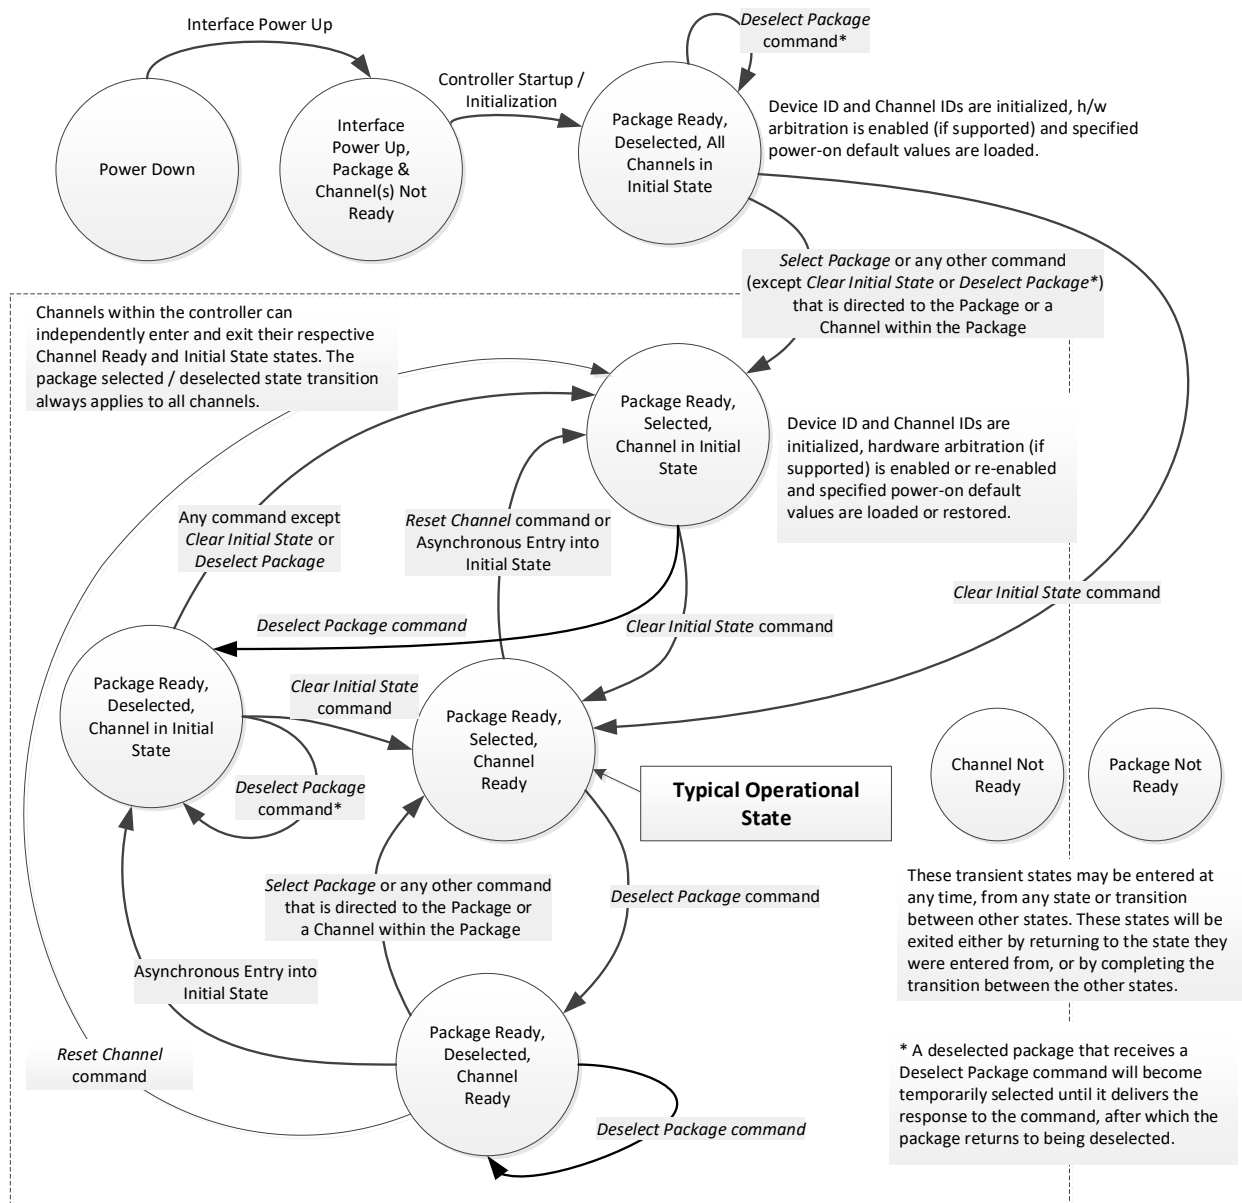 Interface Power Up
Deselect Package
command*
Controller Startup /
Initialization
Power Down
Interface
Power Up,
Package &
Channel(s) Not
Ready
Package Ready,
Deselected, All
Channels in
Initial State
Device ID and Channel IDs are initialized, h/w
arbitration is enabled (if supported) and specified
power-on default values are loaded.
Select Package or any other command
(except Clear Initial State or Deselect Package*)
that is directed to the Package or a
Channel within the Package
Channels within the controller can
independently enter and exit their respective
Channel Ready and Initial State states. The
package selected / deselected state transition
always applies to all channels.
Package Ready,
Selected,
Channel in Initial
State
Device ID and Channel IDs are
initialized, hardware arbitration (if
supported) is enabled or re-enabled
and specified power-on default
values are loaded or restored.
Any command except
Clear Initial State or
Deselect Package
Reset Channel command or
Asynchronous Entry into
Initial State
Clear Initial State command
Deselect Package command
Clear Initial State command
Package Ready,
Deselected,
Channel in Initial
State
Clear Initial State
command
Package Ready,
Selected,
Channel
Ready
Deselect Package
command*
Typical Operational
State
Channel Not
Ready
Package Not
Ready
Select Package or any other command
that is directed to the Package or
a Channel within the Package
Deselect Package command
These transient states may be entered at
any time, from any state or transition
between other states. These states will be
exited either by returning to the state they
were entered from, or by completing the
transition between the other states.
Asynchronous Entry into
Initial State
Package Ready,
Deselected,
Channel
Ready
Reset Channel
command
Deselect Package command
* A deselected package that receives a
Deselect Package command will become
temporarily selected until it delivers the
response to the command, after which the
package returns to being deselected.